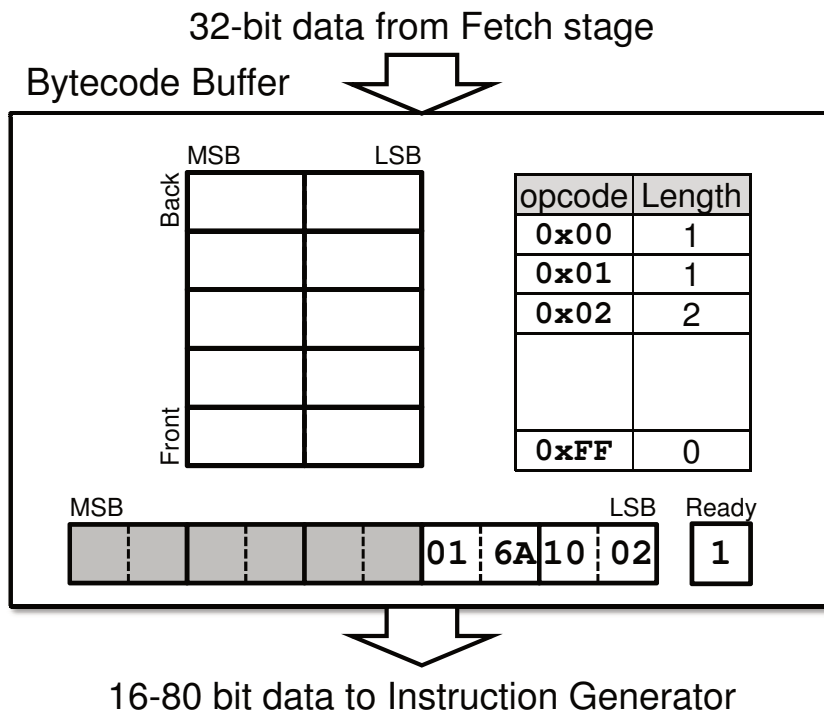 32-bit data from Fetch stage
Bytecode Buffer
MSB LSB
Back
Front
opcode Length
0x00 1
0x01 1
0x02 2
0xFF 0
MSB LSB Ready
01 6A 10 02 1
16-80 bit data to Instruction Generator